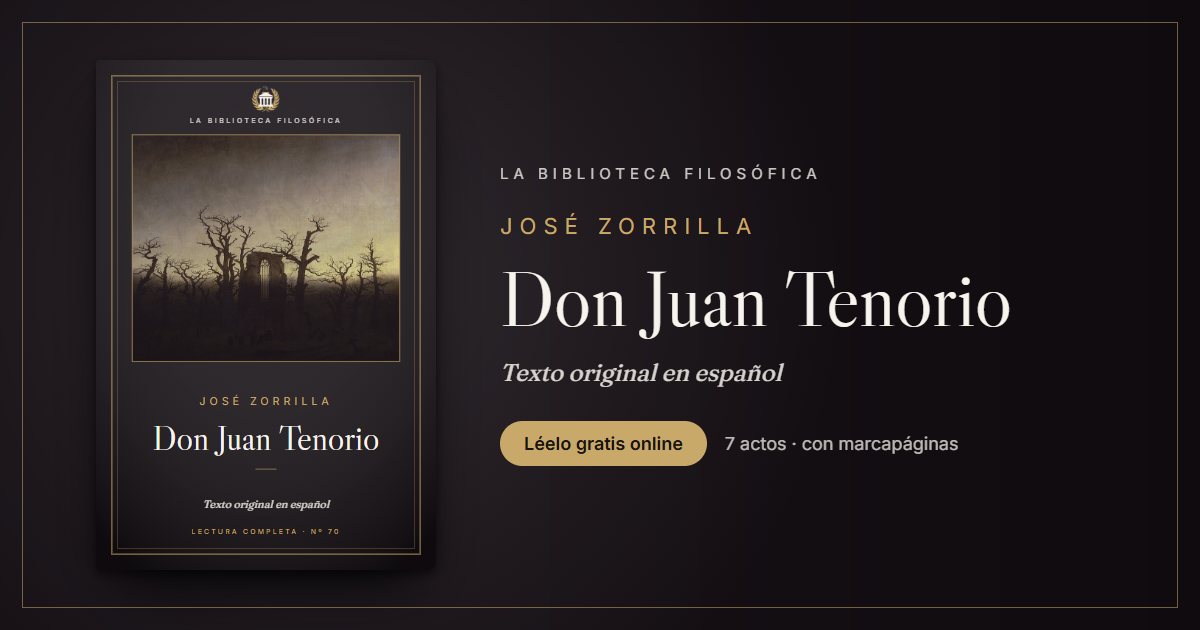 LA BIBLIOTECA FILOSÓFICA
JOSÉ ZORRILLA
Don Juan Tenorio
Texto original en español
LECTURA COMPLETA · Nº 70
LA BIBLIOTECA FILOSÓFICA
JOSÉ ZORRILLA
Don Juan Tenorio
Texto original en español
Léelo gratis online
7 actos · con marcapáginas